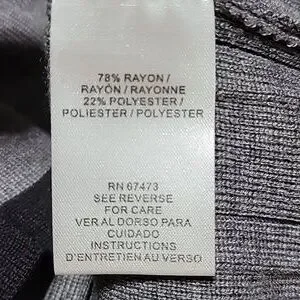 78% RAYON /
RAYÓN / RAYONNE
22% POLYESTER /
POLIESTER / POLYESTER
RN 67473
SEE REVERSE
FOR CARE
VER AL DORSO PARA
CUIDADO
INSTRUCTIONS
D'ENTRETIEN AU VERSO